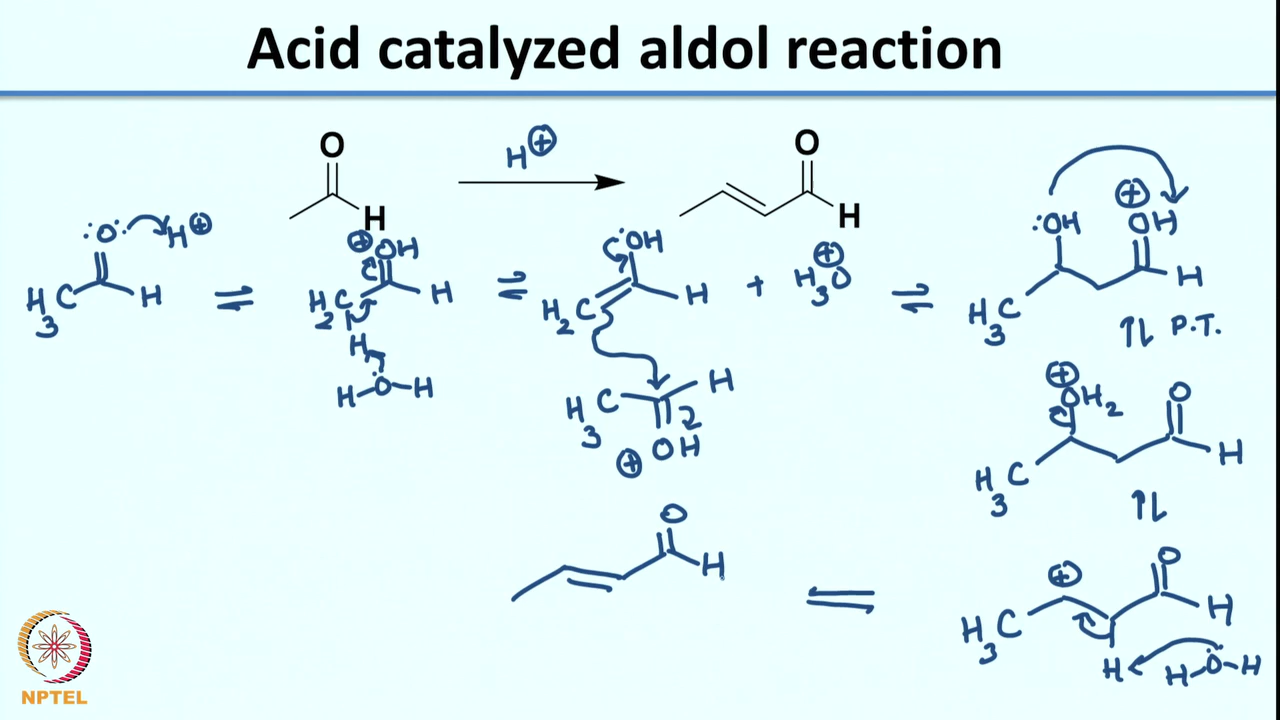 Acid catalyzed aldol reaction
O
H
H⊕
O
H
:O: H⊕
H₃C H
⊕OH
H₂C H
H
H-Ö-H
⇌
:OH
H₂C H
+ H₃O⊕
H₃C H
⊕ OH
⇌
:OH ⊕OH
H₃C H
⇅ P.T.
⊕OH₂ O
H₃C H
⇅
⊕ O
H₃C H
H H-Ö-H
O
H
NPTEL